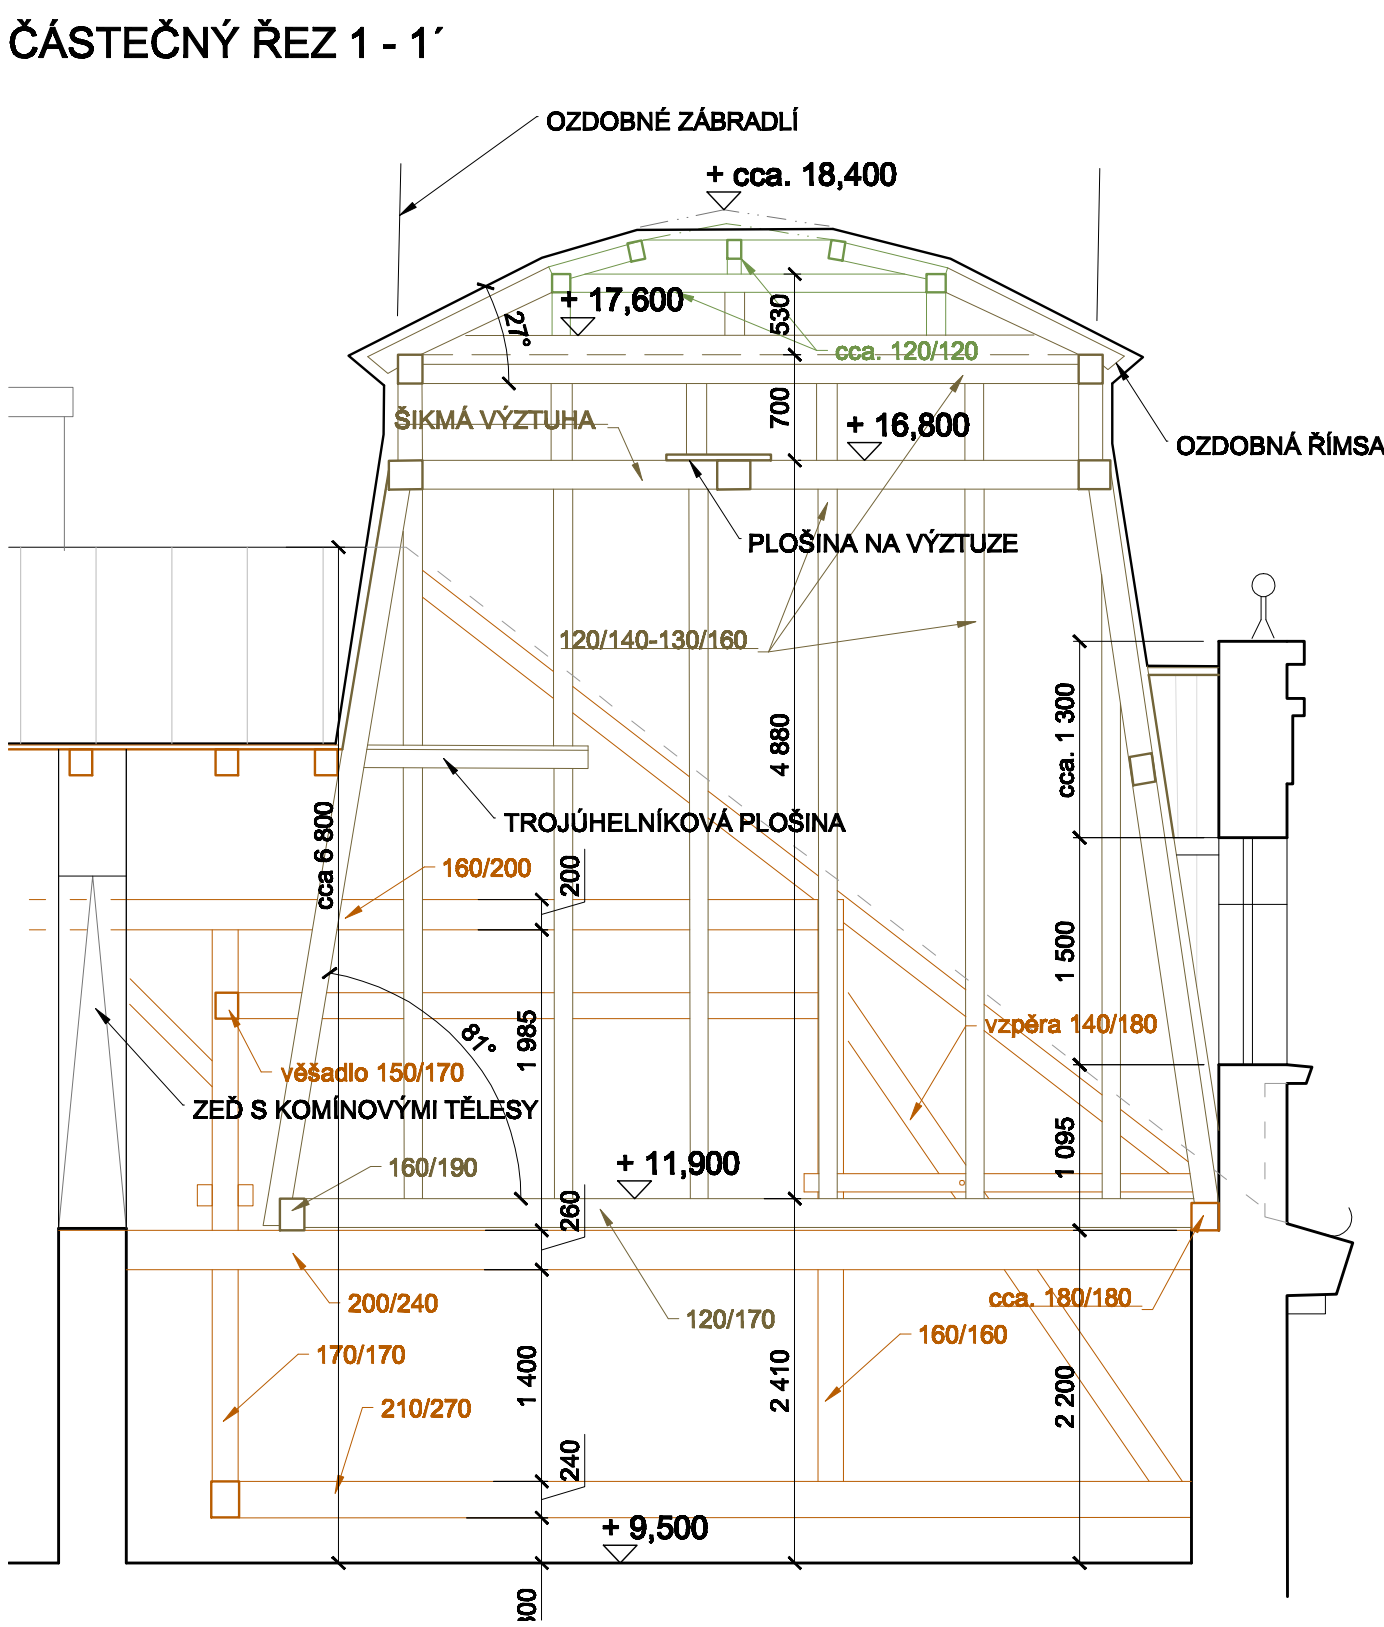 ČÁSTEČNÝ ŘEZ 1 - 1´
OZDOBNÉ ZÁBRADLÍ
+ cca. 18,400
+ 17,600
27°
530
cca. 120/120
ŠIKMÁ VÝZTUHA
700
+ 16,800
OZDOBNÁ ŘÍMSA
PLOŠINA NA VÝZTUZE
120/140-130/160
cca. 1 300
4 880
TROJÚHELNÍKOVÁ PLOŠINA
cca 6 800
160/200
200
1 500
1 985
81°
vzpěra 140/180
věšadlo 150/170
ZEĎ S KOMÍNOVÝMI TĚLESY
1 095
160/190
+ 11,900
260
200/240
cca. 180/180
120/170
160/160
170/170
1 400
2 410
2 200
210/270
240
+ 9,500